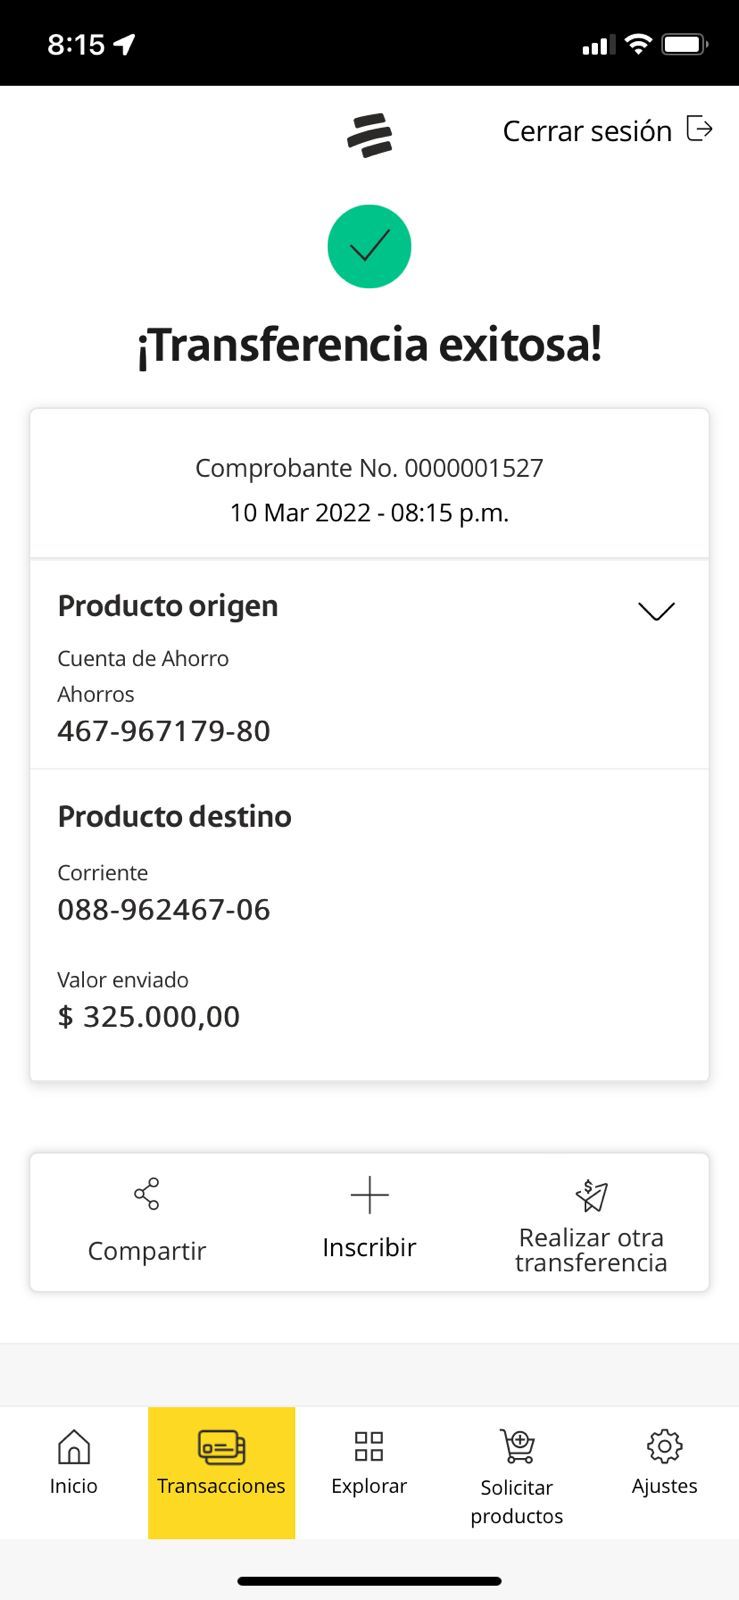 8:15
Cerrar sesión
¡Transferencia exitosa!
Comprobante No. 0000001527
10 Mar 2022 - 08:15 p.m.
Producto origen
Cuenta de Ahorro
Ahorros
467-967179-80
Producto destino
Corriente
088-962467-06
Valor enviado
$ 325.000,00
Compartir
Inscribir
Realizar otra
transferencia
Inicio
Transacciones
Explorar
Solicitar
productos
Ajustes